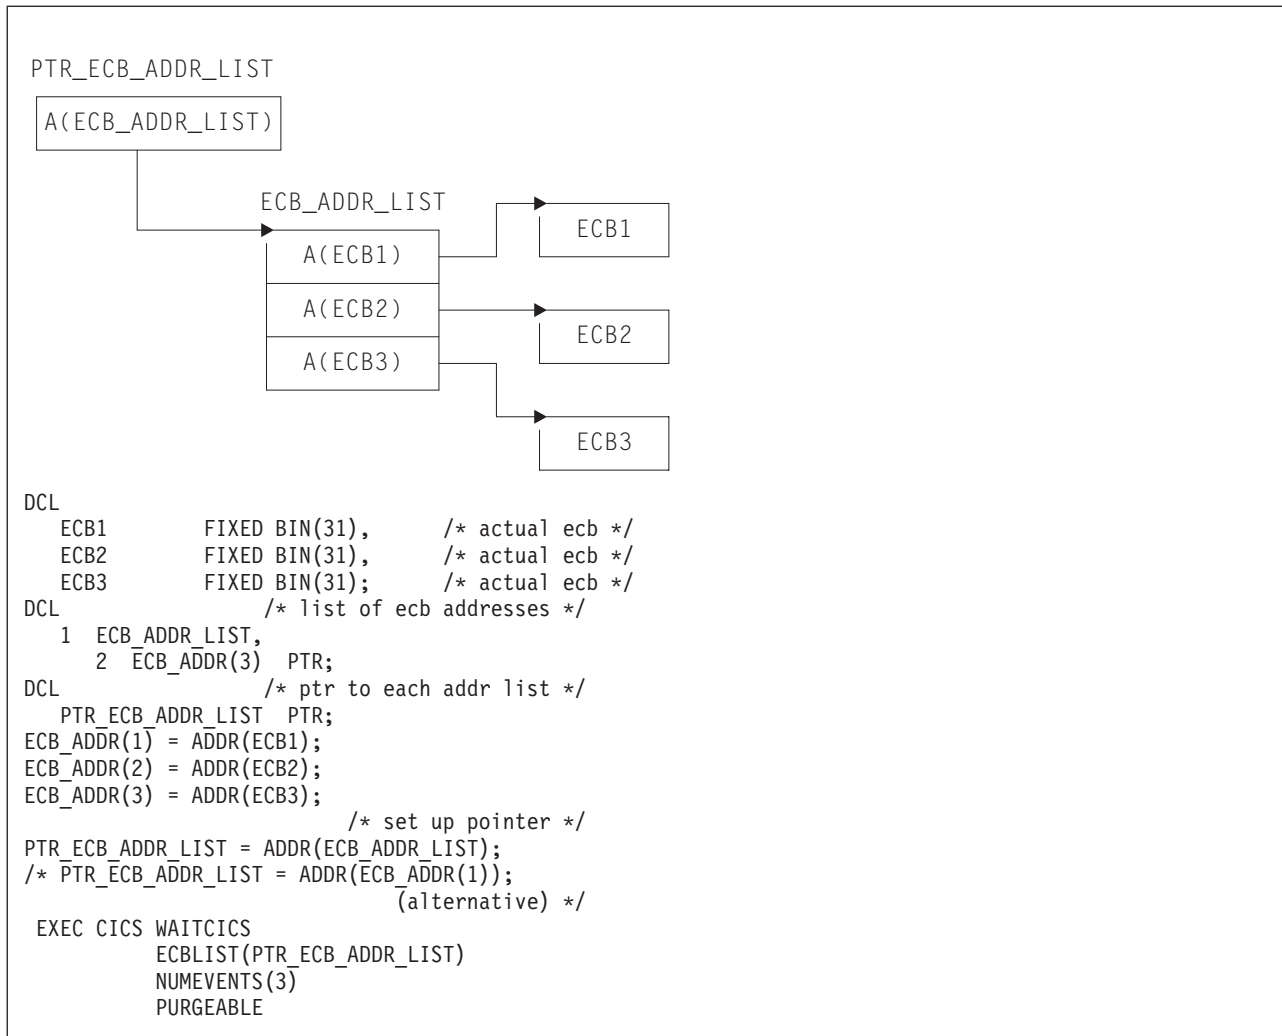 PTR_ECB_ADDR_LIST
A(ECB_ADDR_LIST)
ECB_ADDR_LIST
A(ECB1)
A(ECB2)
A(ECB3)
ECB1
ECB2
ECB3
DCL
   ECB1        FIXED BIN(31),      /* actual ecb */
   ECB2        FIXED BIN(31),      /* actual ecb */
   ECB3        FIXED BIN(31);      /* actual ecb */
DCL                 /* list of ecb addresses */
   1  ECB_ADDR_LIST,
      2  ECB_ADDR(3)  PTR;
DCL                 /* ptr to each addr list */
   PTR_ECB_ADDR_LIST  PTR;
ECB_ADDR(1) = ADDR(ECB1);
ECB_ADDR(2) = ADDR(ECB2);
ECB_ADDR(3) = ADDR(ECB3);
                           /* set up pointer */
PTR_ECB_ADDR_LIST = ADDR(ECB_ADDR_LIST);
/* PTR_ECB_ADDR_LIST = ADDR(ECB_ADDR(1));
                               (alternative) */
 EXEC CICS WAITCICS
           ECBLIST(PTR_ECB_ADDR_LIST)
           NUMEVENTS(3)
           PURGEABLE